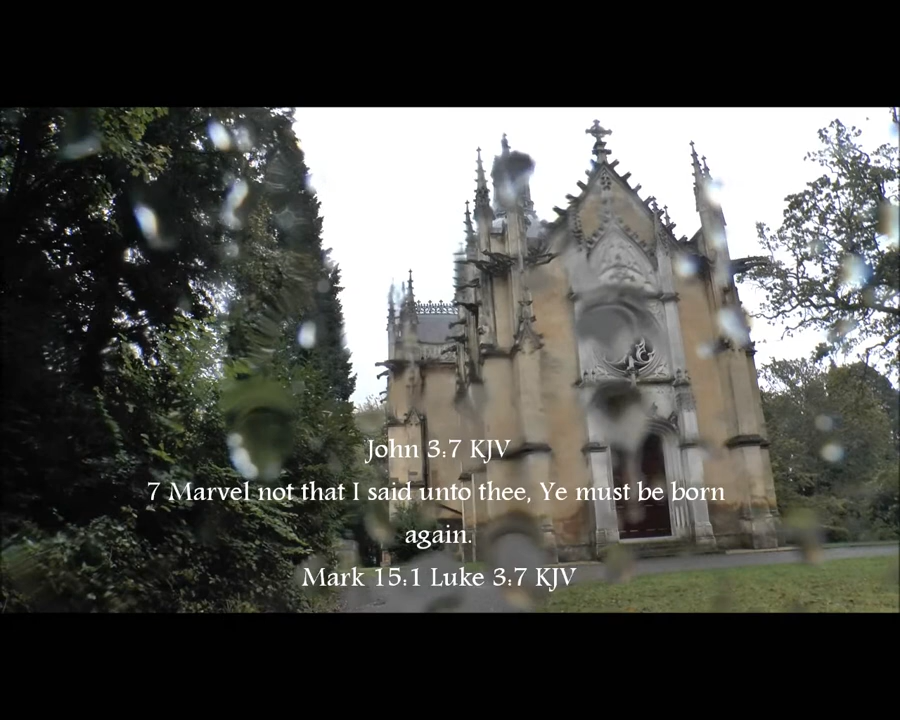 John 3:7 KJV
7 Marvel not that I said unto thee, Ye must be born
again.
Mark 15:1 Luke 3:7 KJV